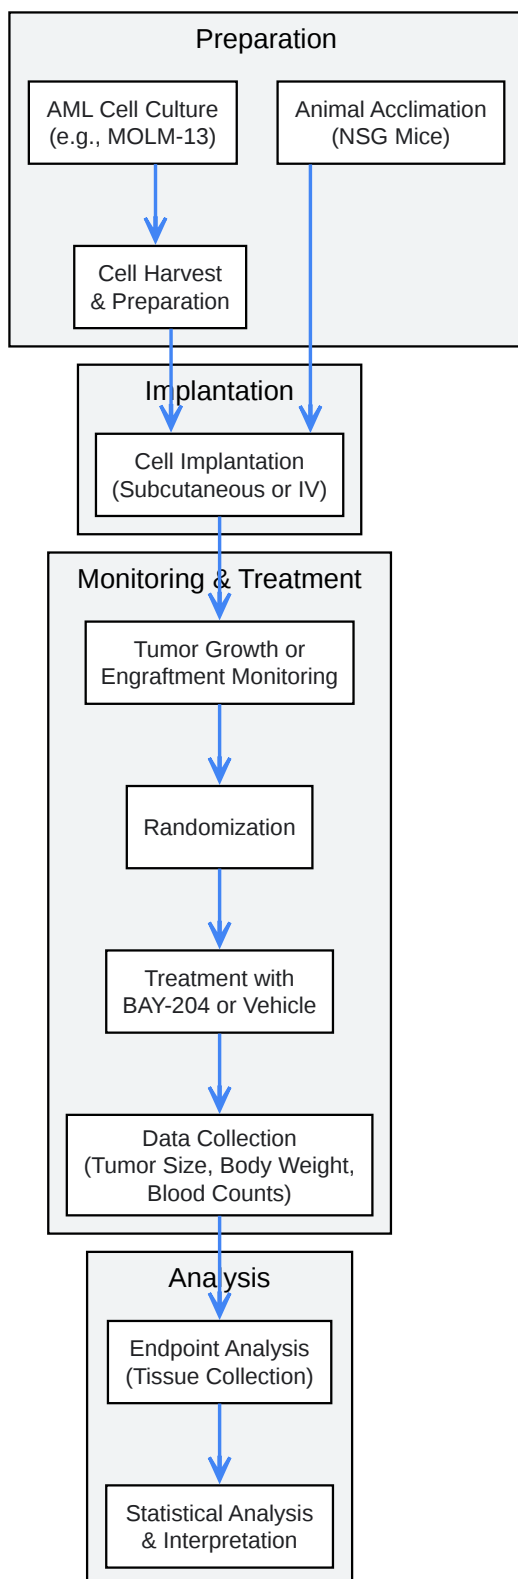 Preparation
AML Cell Culture
(e.g., MOLM-13)
Animal Acclimation
(NSG Mice)
Cell Harvest
& Preparation
Implantation
Cell Implantation
(Subcutaneous or IV)
Monitoring & Treatment
Tumor Growth or
Engraftment Monitoring
Randomization
Treatment with
BAY-204 or Vehicle
Data Collection
(Tumor Size, Body Weight,
Blood Counts)
Analysis
Endpoint Analysis
(Tissue Collection)
Statistical Analysis
& Interpretation